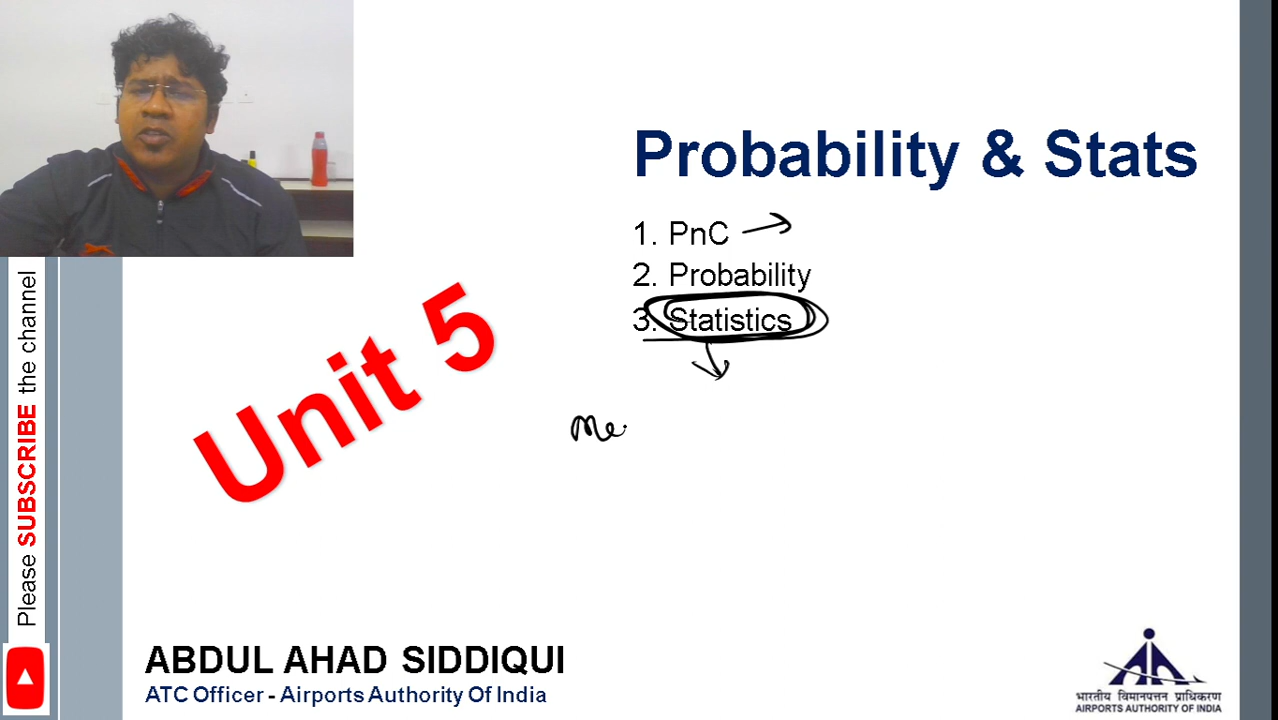 Probability & Stats
1. PnC
2. Probability
3. Statistics
Me
Unit 5
Please SUBSCRIBE the channel
ABDUL AHAD SIDDIQUI
ATC Officer - Airports Authority Of India
भारतीय विमानपत्तन प्राधिकरण
AIRPORTS AUTHORITY OF INDIA